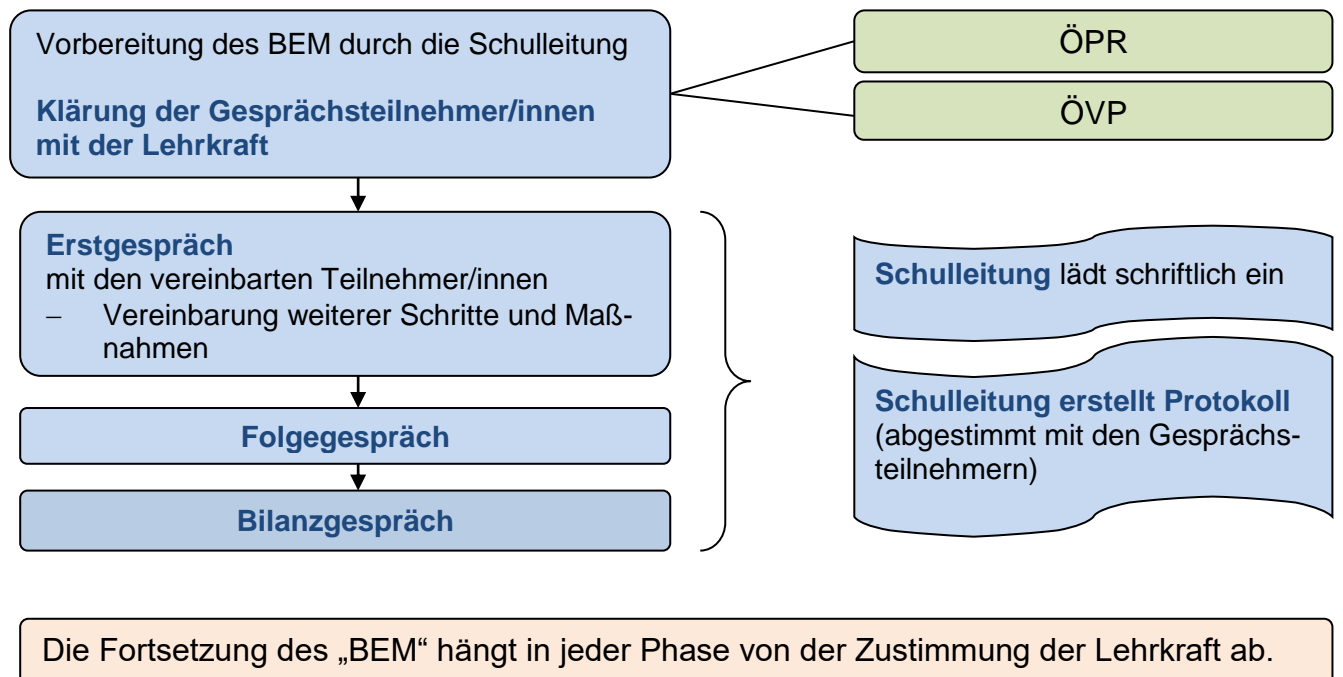 Vorbereitung des BEM durch die Schulleitung
Klärung der Gesprächsteilnehmer/innen
mit der Lehrkraft
ÖPR
ÖVP
Erstgespräch
mit den vereinbarten Teilnehmer/innen
– Vereinbarung weiterer Schritte und Maß-
nahmen
Folgegespräch
Bilanzgespräch
Schulleitung lädt schriftlich ein
Schulleitung erstellt Protokoll
(abgestimmt mit den Gesprächs-
teilnehmern)
Die Fortsetzung des „BEM“ hängt in jeder Phase von der Zustimmung der Lehrkraft ab.